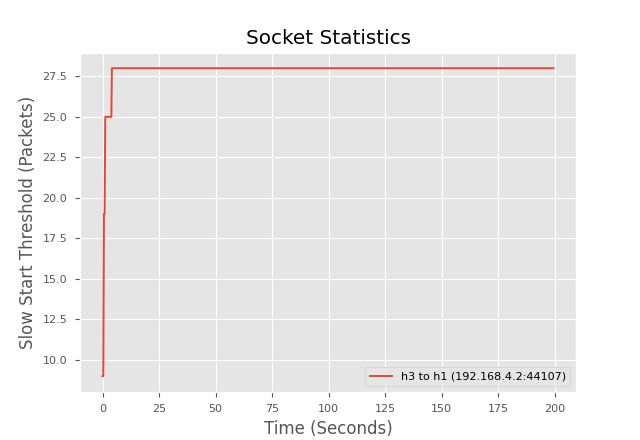 Socket Statistics
Slow Start Threshold (Packets)
27.5
25.0
22.5
20.0
17.5
15.0
12.5
10.0
h3 to h1 (192.168.4.2:44107)
0 25 50 75 100 125 150 175 200
Time (Seconds)